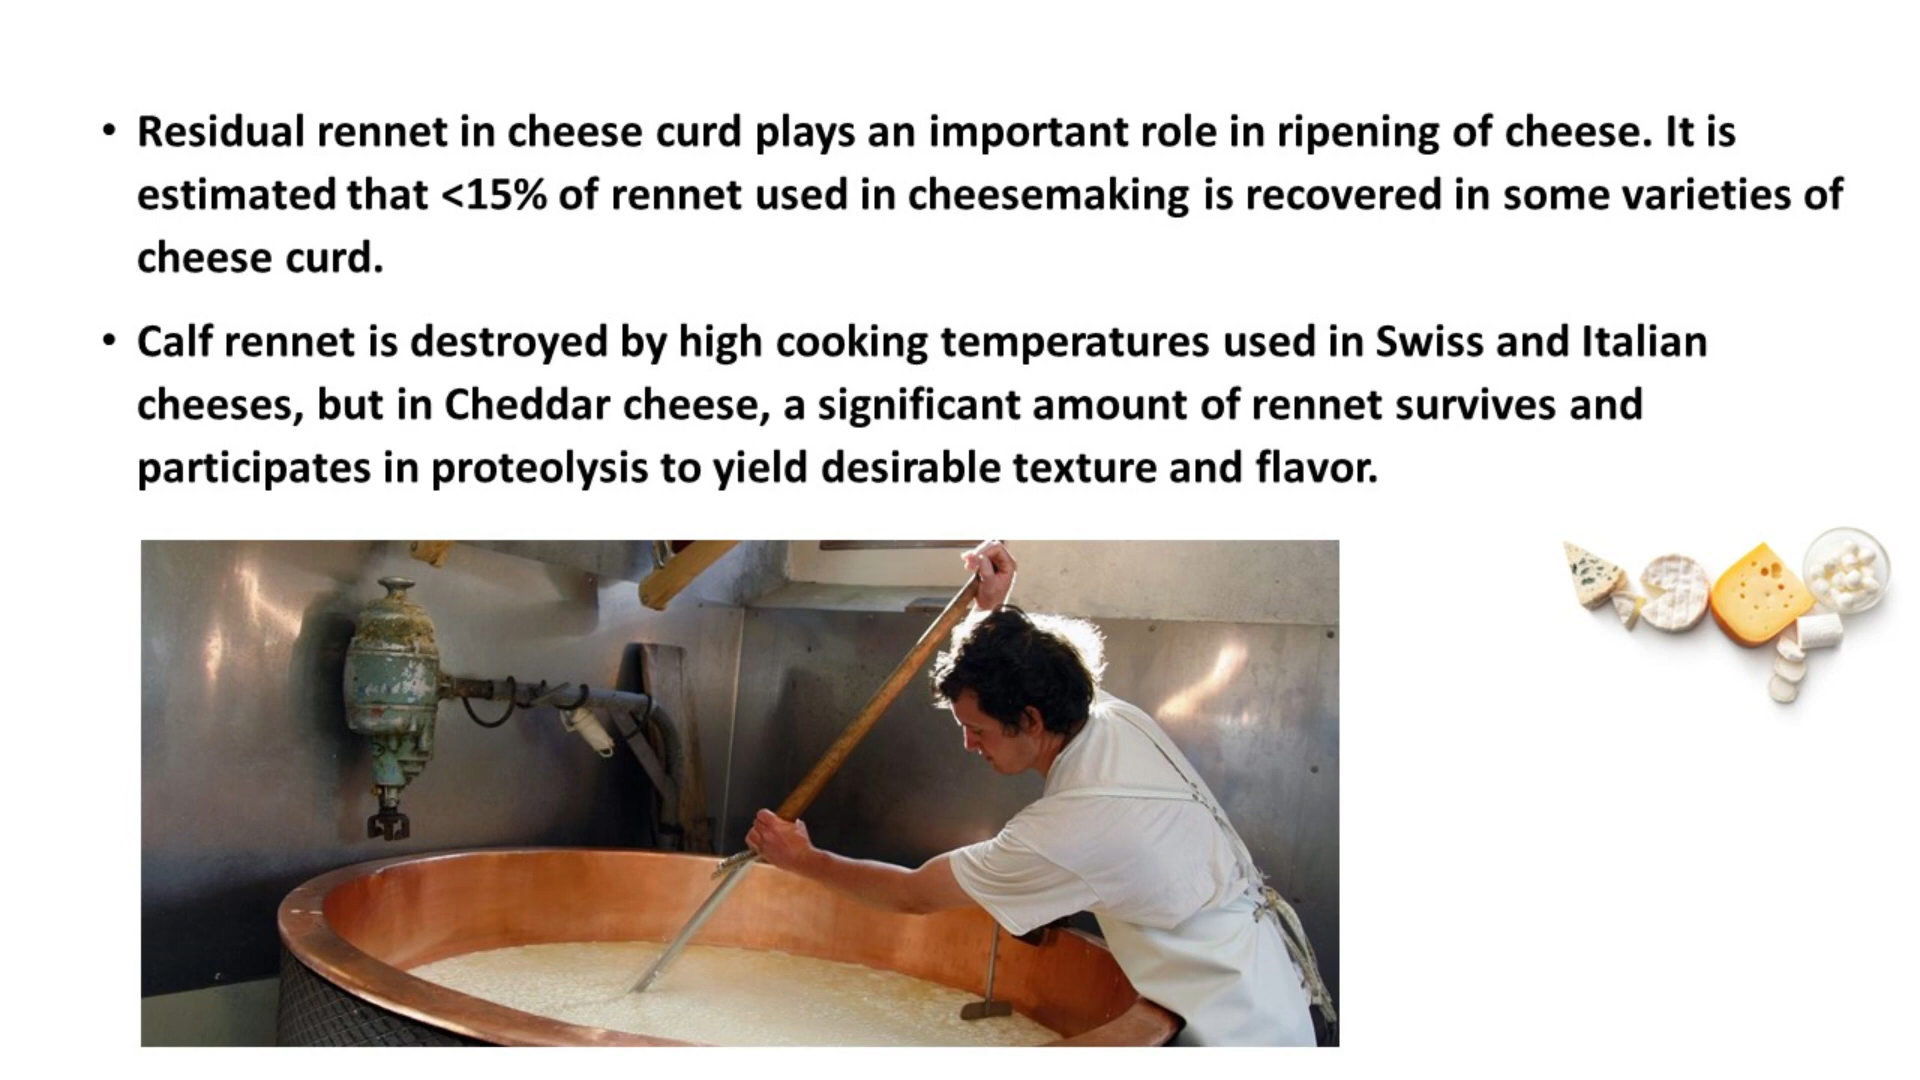 • Residual rennet in cheese curd plays an important role in ripening of cheese. It is
estimated that <15% of rennet used in cheesemaking is recovered in some varieties of
cheese curd.
• Calf rennet is destroyed by high cooking temperatures used in Swiss and Italian
cheeses, but in Cheddar cheese, a significant amount of rennet survives and
participates in proteolysis to yield desirable texture and flavor.